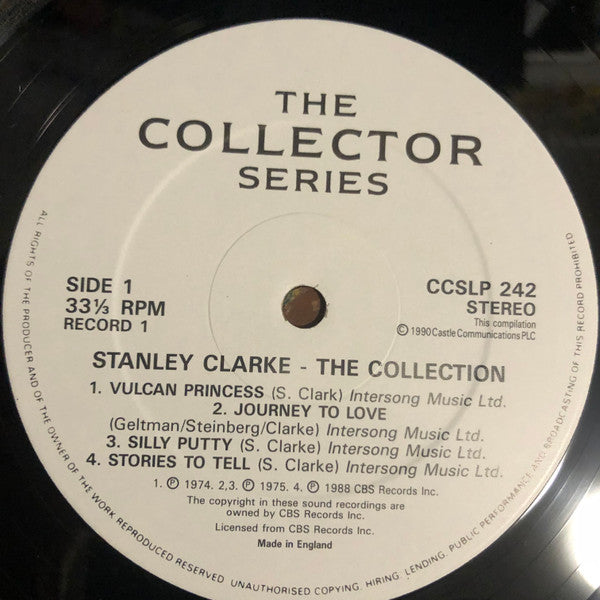 THE
COLLECTOR
SERIES
SIDE 1
33⅓ RPM
RECORD 1
CCSLP 242
STEREO
This compilation
© 1990 Castle Communications PLC
STANLEY CLARKE - THE COLLECTION
1. VULCAN PRINCESS (S. Clark) Intersong Music Ltd.
2. JOURNEY TO LOVE
(Geltman/Steinberg/Clarke) Intersong Music Ltd.
3. SILLY PUTTY (S. Clarke) Intersong Music Ltd.
4. STORIES TO TELL (S. Clarke) Intersong Music Ltd.
1. ℗ 1974. 2,3. ℗ 1975. 4. ℗ 1988 CBS Records Inc.
The copyright in these sound recordings are
owned by CBS Records Inc.
Licensed from CBS Records Inc.
Made in England
ALL RIGHTS OF THE PRODUCER AND OF THE OWNER OF THE WORK REPRODUCED RESERVED UNAUTHORISED COPYING, HIRING, LENDING, PUBLIC PERFORMANCE AND BROADCASTING OF THIS RECORD PROHIBITED